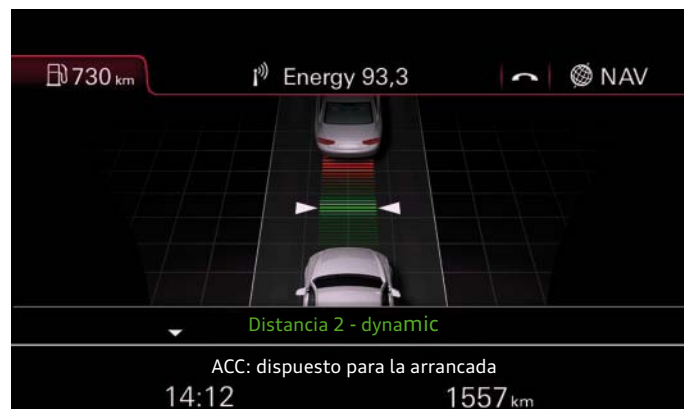 730 km Energy 93,3 NAV
Distancia 2 - dynamic
ACC: dispuesto para la arrancada
14:12 1557 km